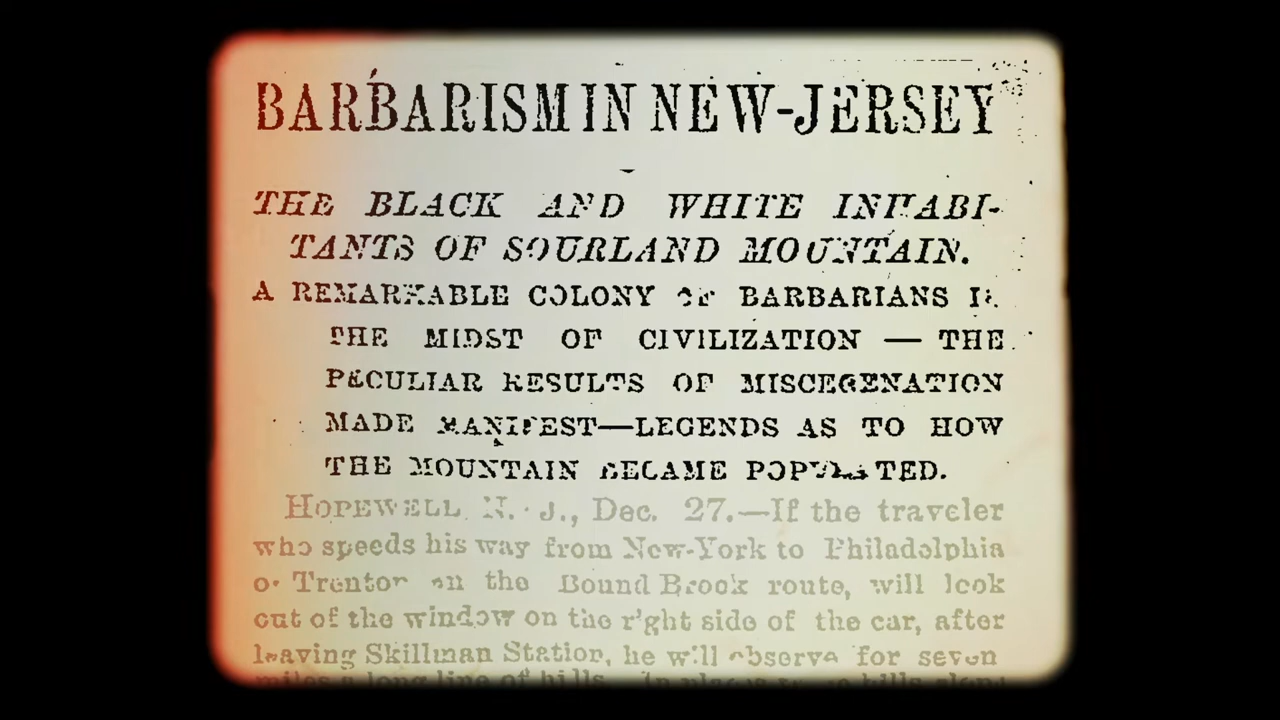 BARBARISM IN NEW-JERSEY
THE BLACK AND WHITE INHABI-
TANTS OF SOURLAND MOUNTAIN.
A REMARKABLE COLONY OF BARBARIANS IN
THE MIDST OF CIVILIZATION — THE
PECULIAR RESULTS OF MISCEGENATION
MADE MANIFEST—LEGENDS AS TO HOW
THE MOUNTAIN BECAME POPULATED.
HOPEWELL, N. J., Dec. 27.—If the traveler
who speeds his way from New-York to Philadelphia
or Trenton on the Bound Brook route, will look
out of the window on the right side of the car, after
leaving Skillman Station, he will observe for seven
miles a long line of hills. In places hills